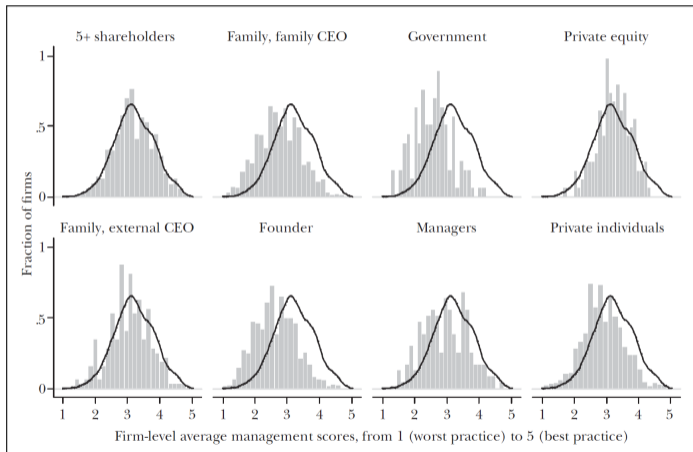 5+ shareholders
Family, family CEO
Government
Private equity
1
.5
0
Family, external CEO
Founder
Managers
Private individuals
1
.5
0
Fraction of firms
1 2 3 4 5
1 2 3 4 5
1 2 3 4 5
1 2 3 4 5
Firm-level average management scores, from 1 (worst practice) to 5 (best practice)